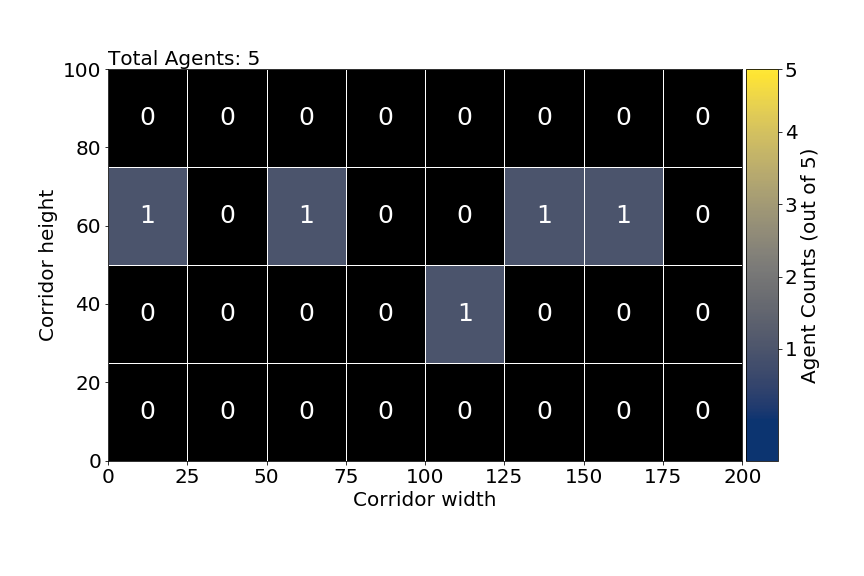 Total Agents: 5
100
80
60
40
20
0
Corridor height
0 0 0 0 0 0 0 0
1 0 1 0 0 1 1 0
0 0 0 0 1 0 0 0
0 0 0 0 0 0 0 0
0 25 50 75 100 125 150 175 200
Corridor width
5
4
3
2
1
Agent Counts (out of 5)